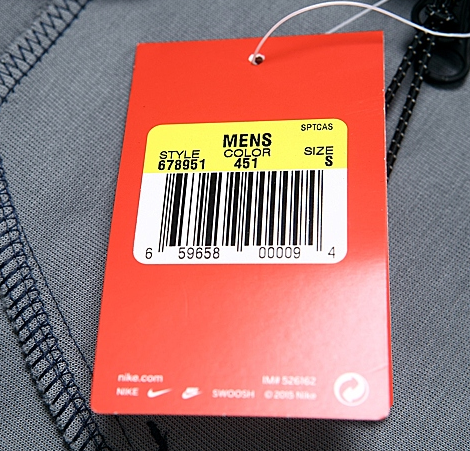 SPTCAS
MENS
STYLE COLOR SIZE
678951 451 S
6 59658 00009 4
nike.com IM# 526162
NIKE SWOOSH © 2015 Nike